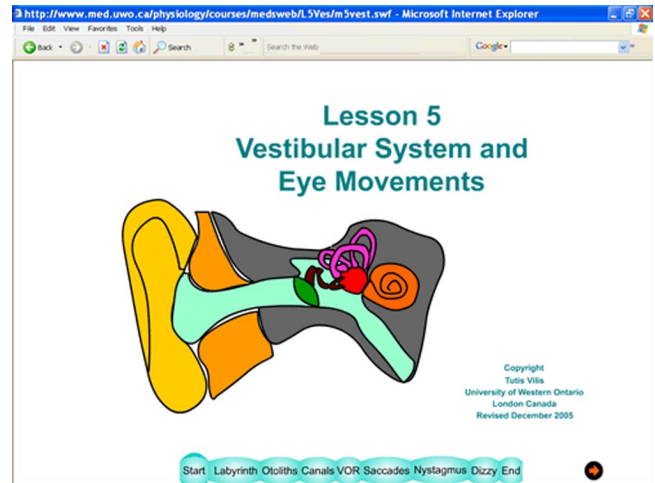 http://www.med.uwo.ca/physiology/courses/medsweb/L5Ves/m5vest.swf - Microsoft Internet Explorer
File Edit View Favorites Tools Help
Back Search Search the Web Google
Lesson 5
Vestibular System and
Eye Movements
Copyright
Tutis Vilis
University of Western Ontario
London Canada
Revised December 2005
Start Labyrinth Otoliths Canals VOR Saccades Nystagmus Dizzy End